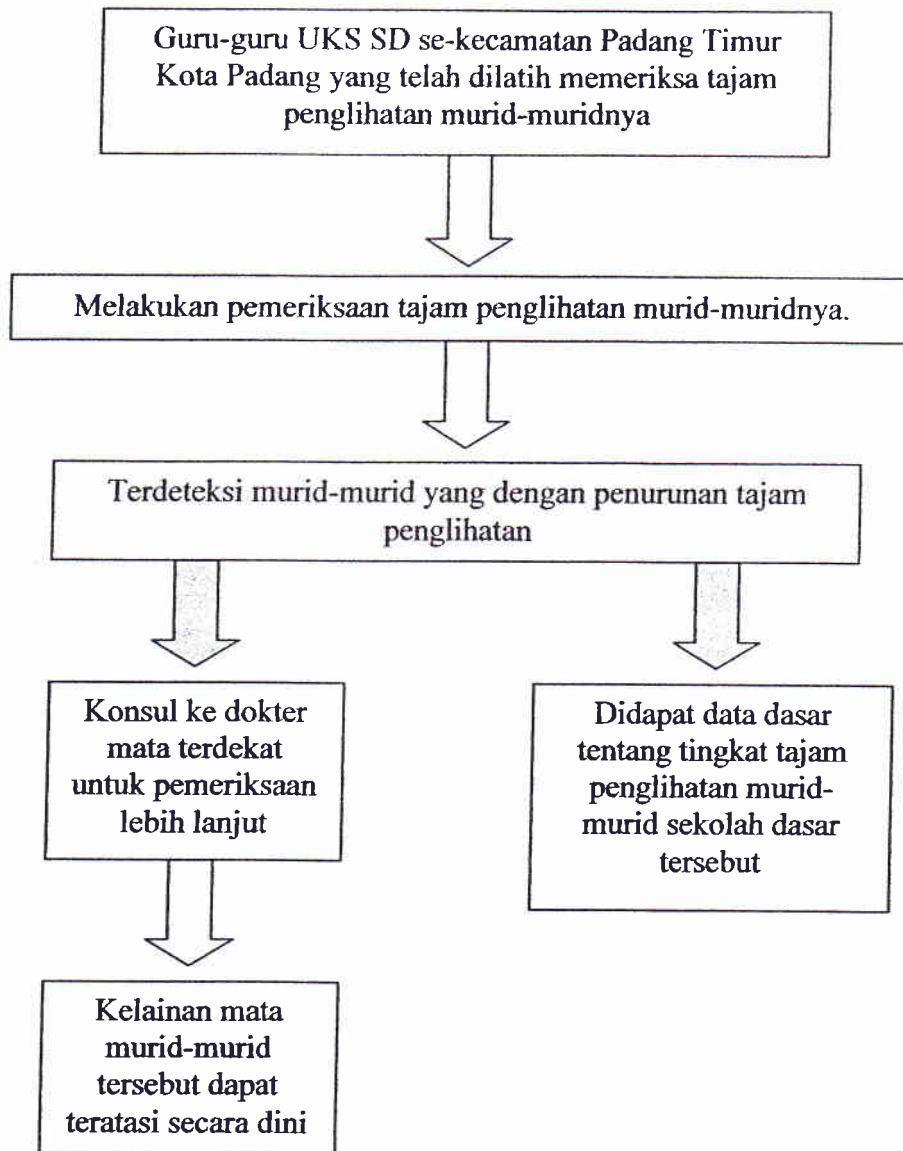 Guru-guru UKS SD se-kecamatan Padang Timur
Kota Padang yang telah dilatih memeriksa tajam
penglihatan murid-muridnya
Melakukan pemeriksaan tajam penglihatan murid-muridnya.
Terdeteksi murid-murid yang dengan penurunan tajam
penglihatan
Konsul ke dokter
mata terdekat
untuk pemeriksaan
lebih lanjut
Didapat data dasar
tentang tingkat tajam
penglihatan murid-
murid sekolah dasar
tersebut
Kelainan mata
murid-murid
tersebut dapat
teratasi secara dini